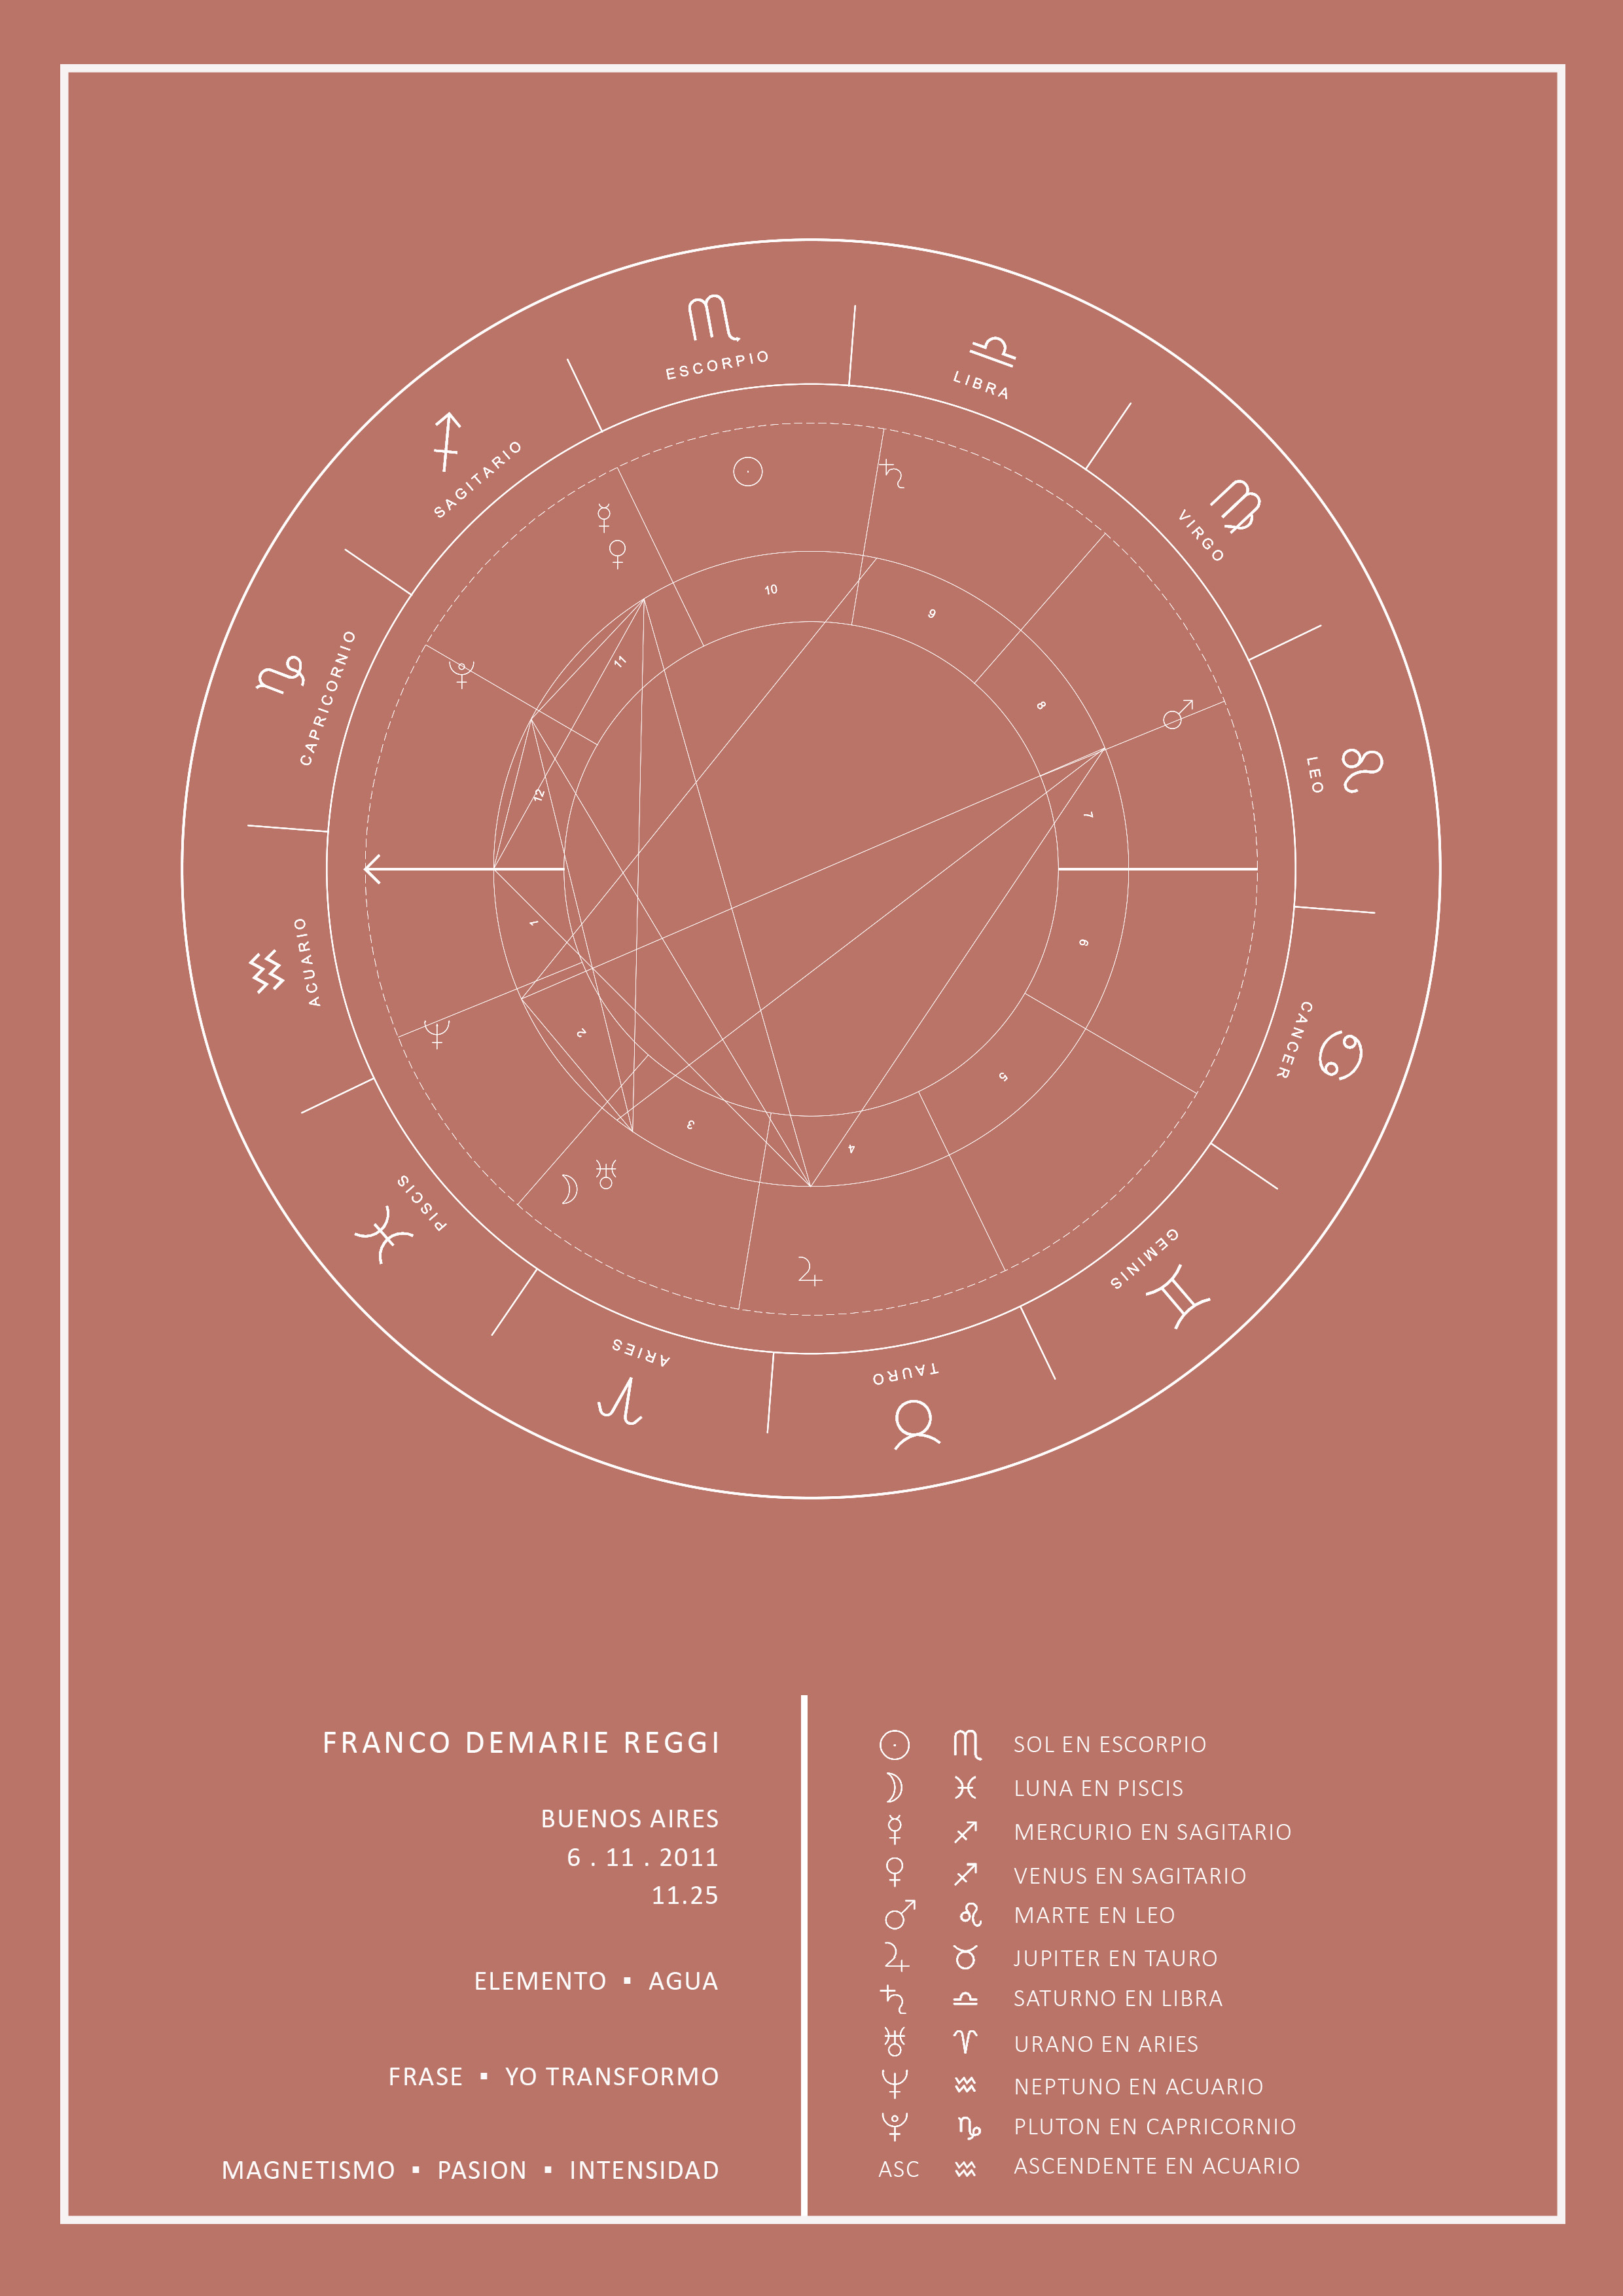 ESCORPIO
LIBRA
VIRGO
LEO
CANCER
GEMINIS
TAURO
ARIES
PISCIS
ACUARIO
CAPRICORNIO
SAGITARIO
10
9
8
7
6
5
4
3
2
1
12
11
FRANCO DEMARIE REGGI
BUENOS AIRES
6 . 11 . 2011
11.25
ELEMENTO ▪ AGUA
FRASE ▪ YO TRANSFORMO
MAGNETISMO ▪ PASION ▪ INTENSIDAD
☉ ♏ SOL EN ESCORPIO
☽ ♓ LUNA EN PISCIS
☿ ♐ MERCURIO EN SAGITARIO
♀ ♐ VENUS EN SAGITARIO
♂ ♌ MARTE EN LEO
♃ ♉ JUPITER EN TAURO
♄ ♎ SATURNO EN LIBRA
♅ ♈ URANO EN ARIES
♆ ♒ NEPTUNO EN ACUARIO
♇ ♑ PLUTON EN CAPRICORNIO
ASC ♒ ASCENDENTE EN ACUARIO